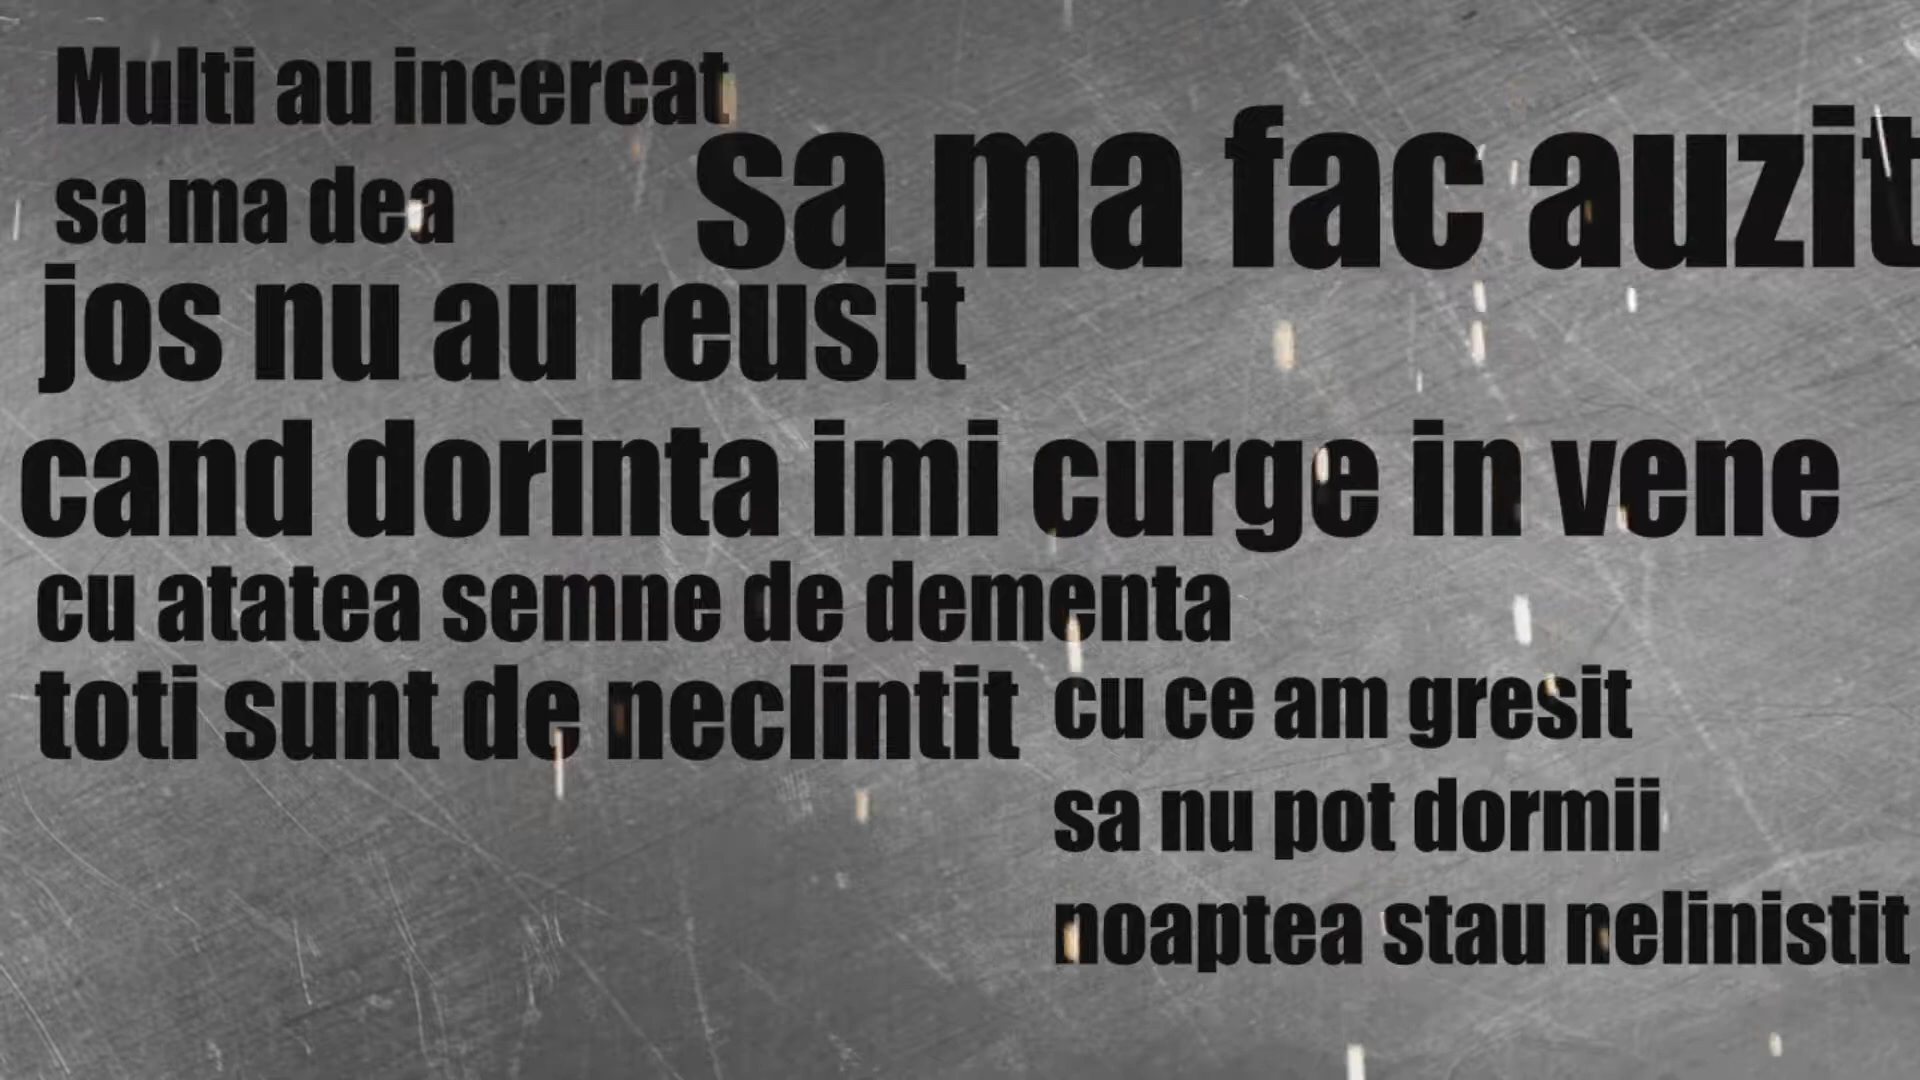 Multi au incercat
sa ma dea
jos nu au reusit
sa ma fac auzit
cand dorinta imi curge in vene
cu atatea semne de dementa
toti sunt de neclintit
cu ce am gresit
sa nu pot dormii
noaptea stau nelinistit